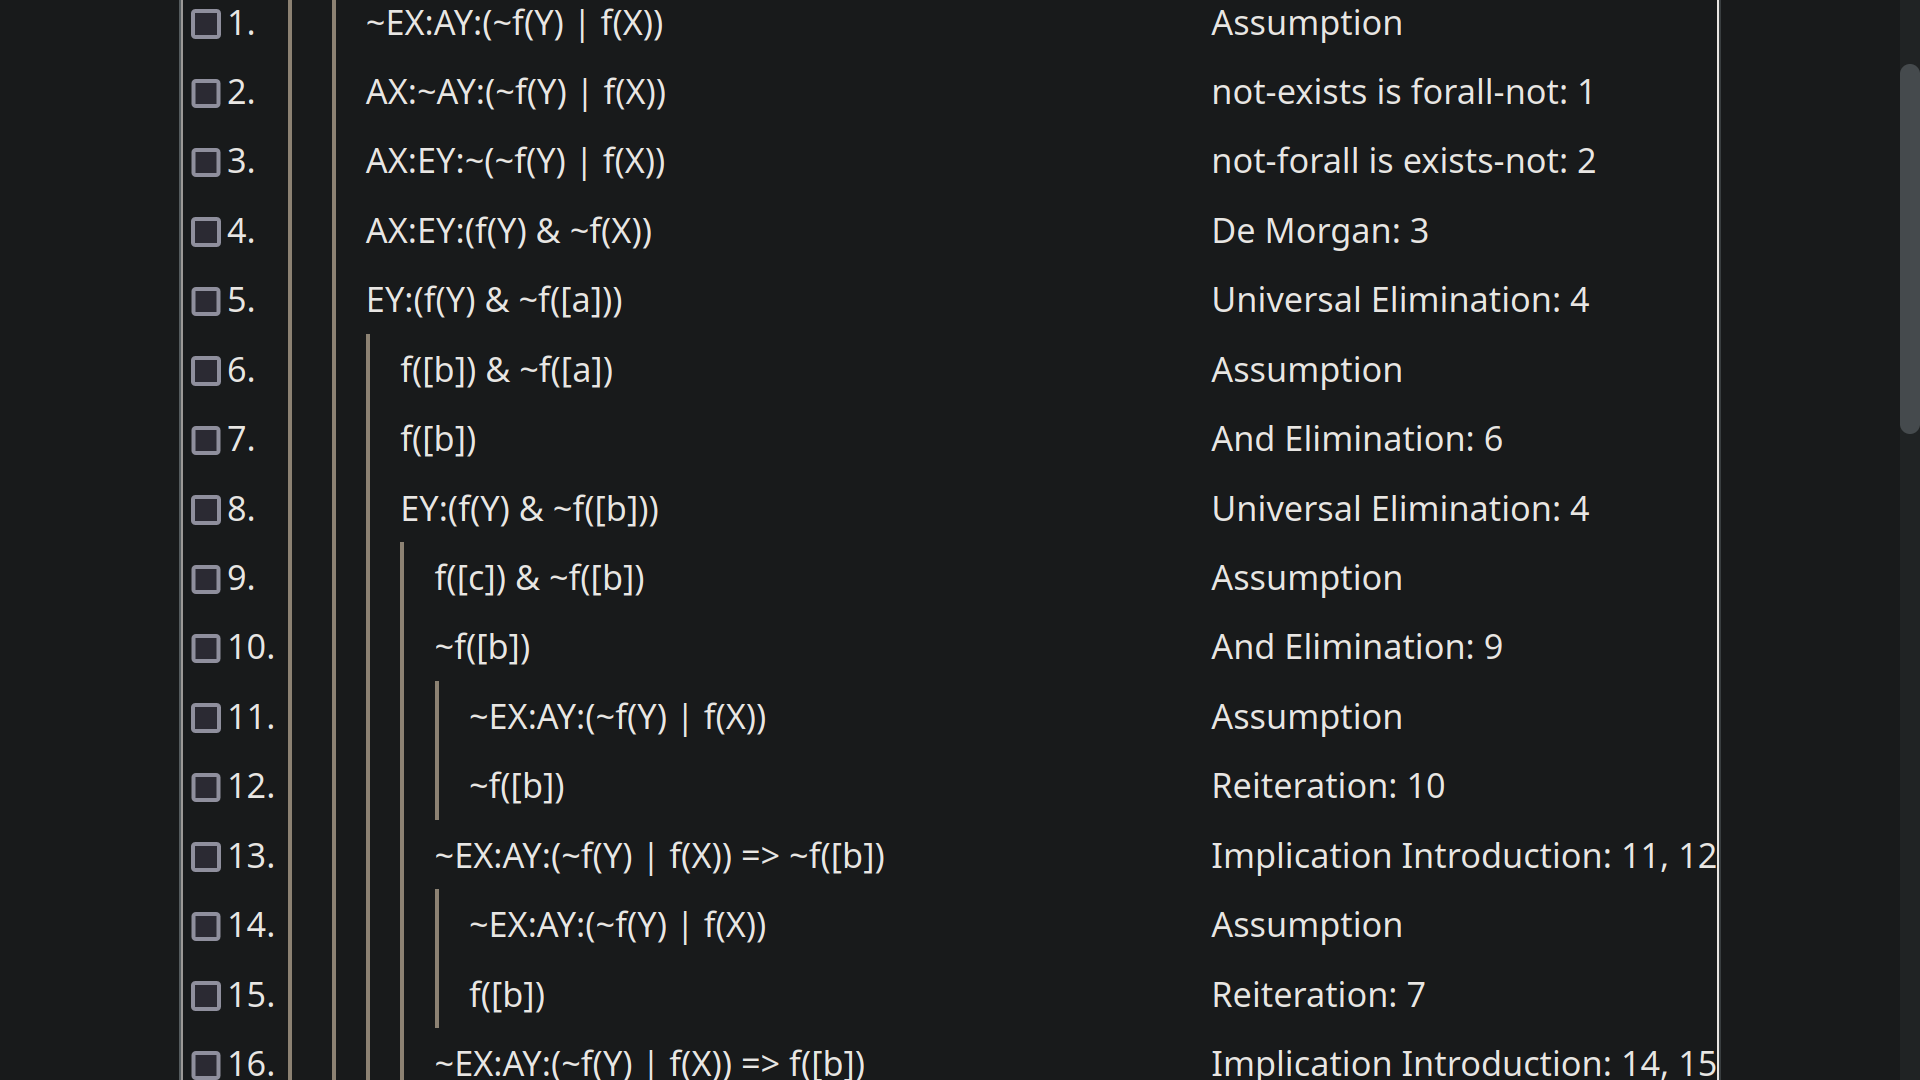 1. ~EX:AY:(~f(Y) | f(X)) Assumption
2. AX:~AY:(~f(Y) | f(X)) not-exists is forall-not: 1
3. AX:EY:~(~f(Y) | f(X)) not-forall is exists-not: 2
4. AX:EY:(f(Y) & ~f(X)) De Morgan: 3
5. EY:(f(Y) & ~f([a])) Universal Elimination: 4
6. f([b]) & ~f([a]) Assumption
7. f([b]) And Elimination: 6
8. EY:(f(Y) & ~f([b])) Universal Elimination: 4
9. f([c]) & ~f([b]) Assumption
10. ~f([b]) And Elimination: 9
11. ~EX:AY:(~f(Y) | f(X)) Assumption
12. ~f([b]) Reiteration: 10
13. ~EX:AY:(~f(Y) | f(X)) => ~f([b]) Implication Introduction: 11, 12
14. ~EX:AY:(~f(Y) | f(X)) Assumption
15. f([b]) Reiteration: 7
16. ~EX:AY:(~f(Y) | f(X)) => f([b]) Implication Introduction: 14, 15